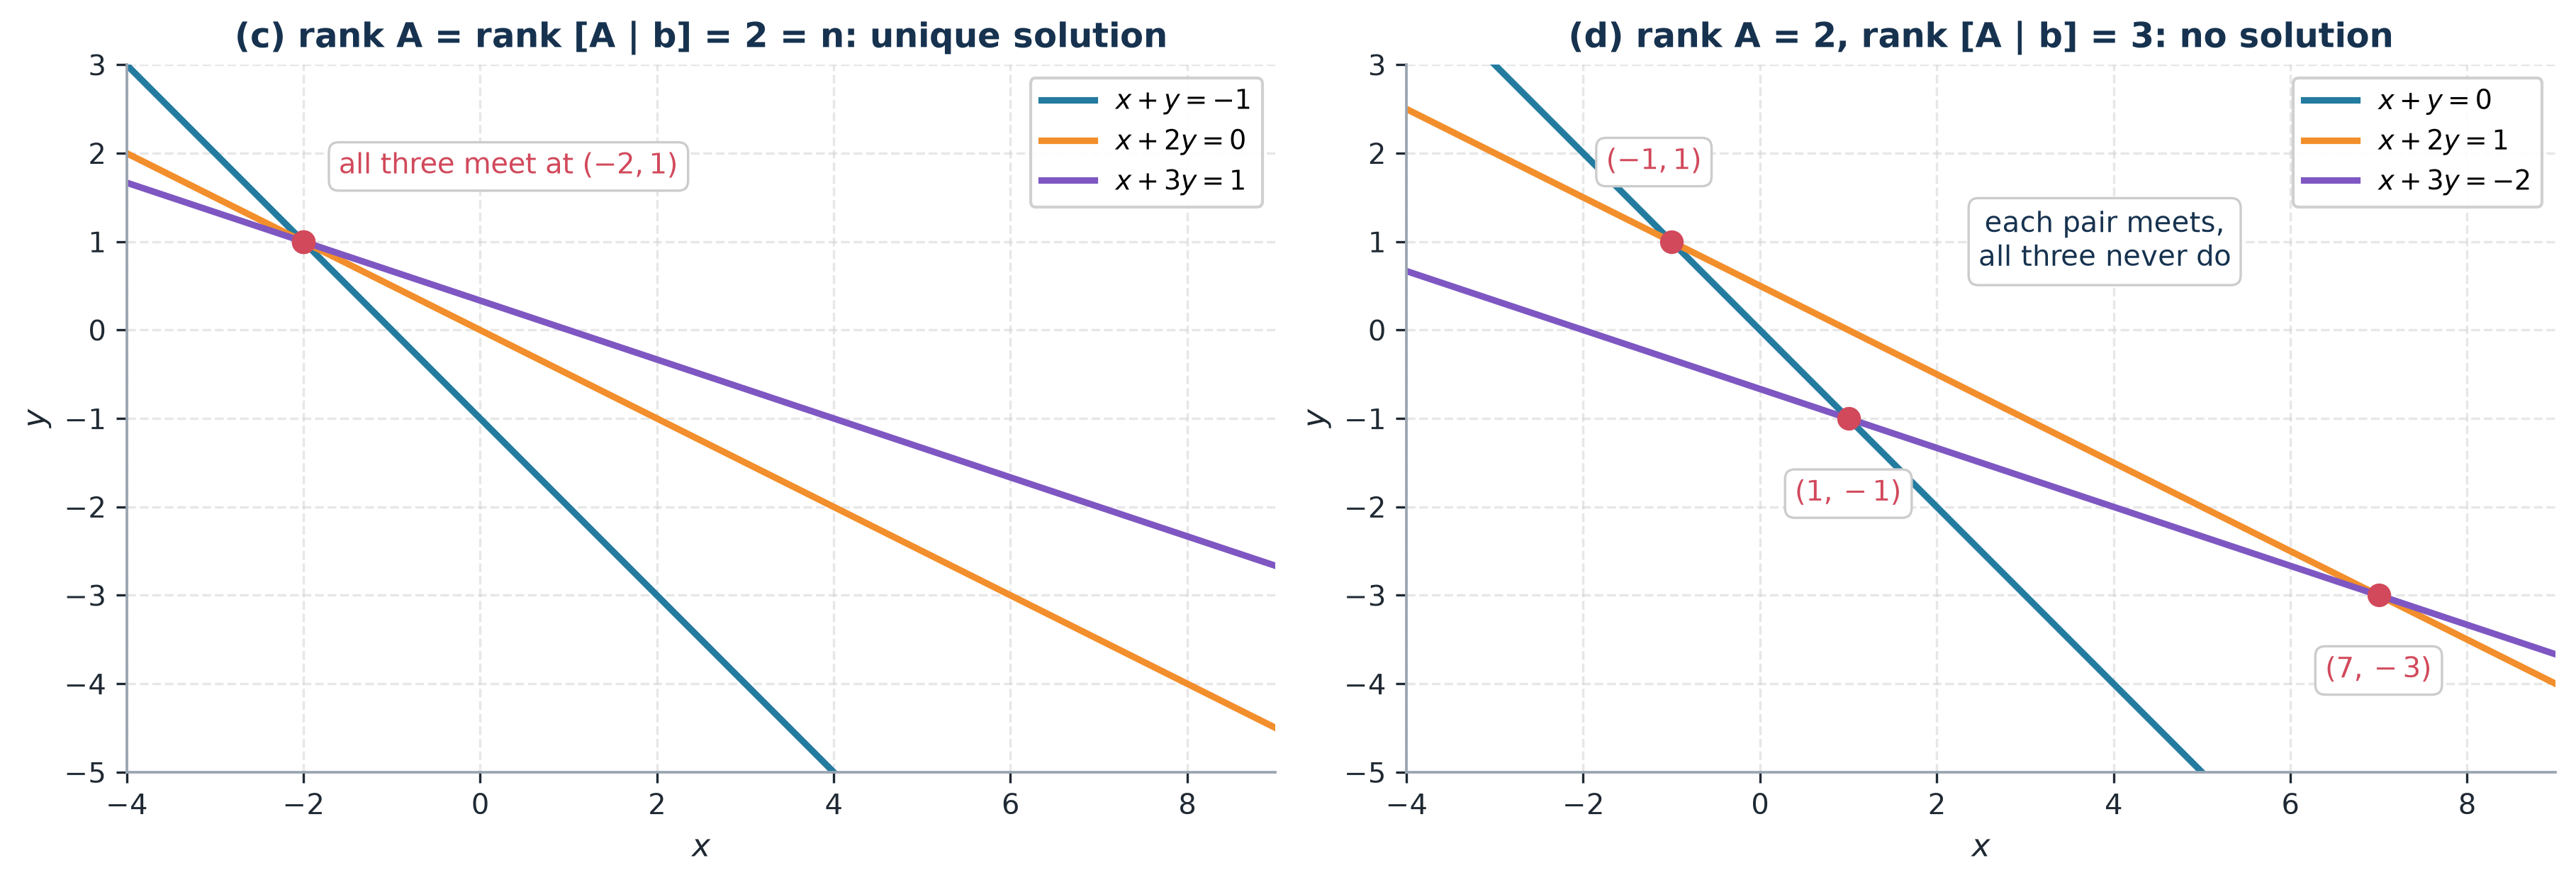 (c) rank A = rank [A | b] = 2 = n: unique solution
3
2
1
0
−1
−2
−3
−4
−5
y
−4
−2
0
2
4
6
8
x
x + y = −1
x + 2y = 0
x + 3y = 1
all three meet at (−2, 1)
(d) rank A = 2, rank [A | b] = 3: no solution
3
2
1
0
−1
−2
−3
−4
−5
y
−4
−2
0
2
4
6
8
x
x + y = 0
x + 2y = 1
x + 3y = −2
(−1, 1)
each pair meets,
all three never do
(1, −1)
(7, −3)